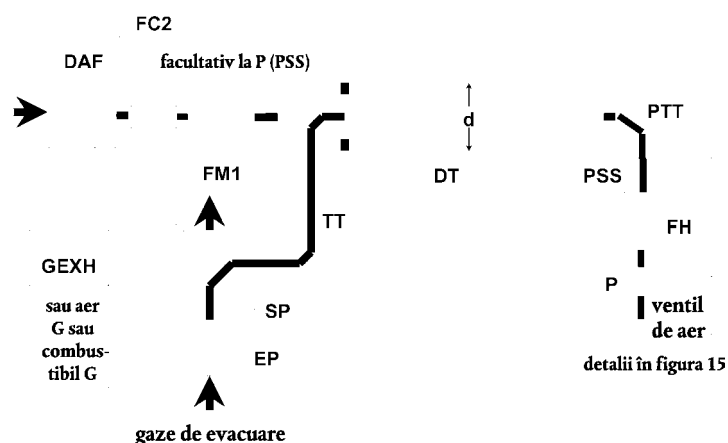 FC2
DAF
facultativ la P (PSS)
d
PTT
FM1
DT
PSS
TT
FH
GEXH
P
sau aer
G sau
combus-
tibil G
SP
ventil
de aer
EP
detalii în figura 15
gaze de evacuare